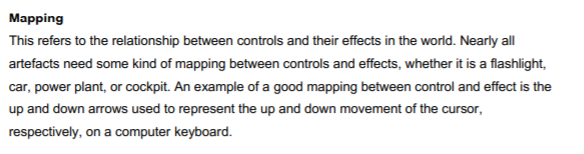 Mapping
This refers to the relationship between controls and their effects in the world. Nearly all
artefacts need some kind of mapping between controls and effects, whether it is a flashlight,
car, power plant, or cockpit. An example of a good mapping between control and effect is the
up and down arrows used to represent the up and down movement of the cursor,
respectively, on a computer keyboard.